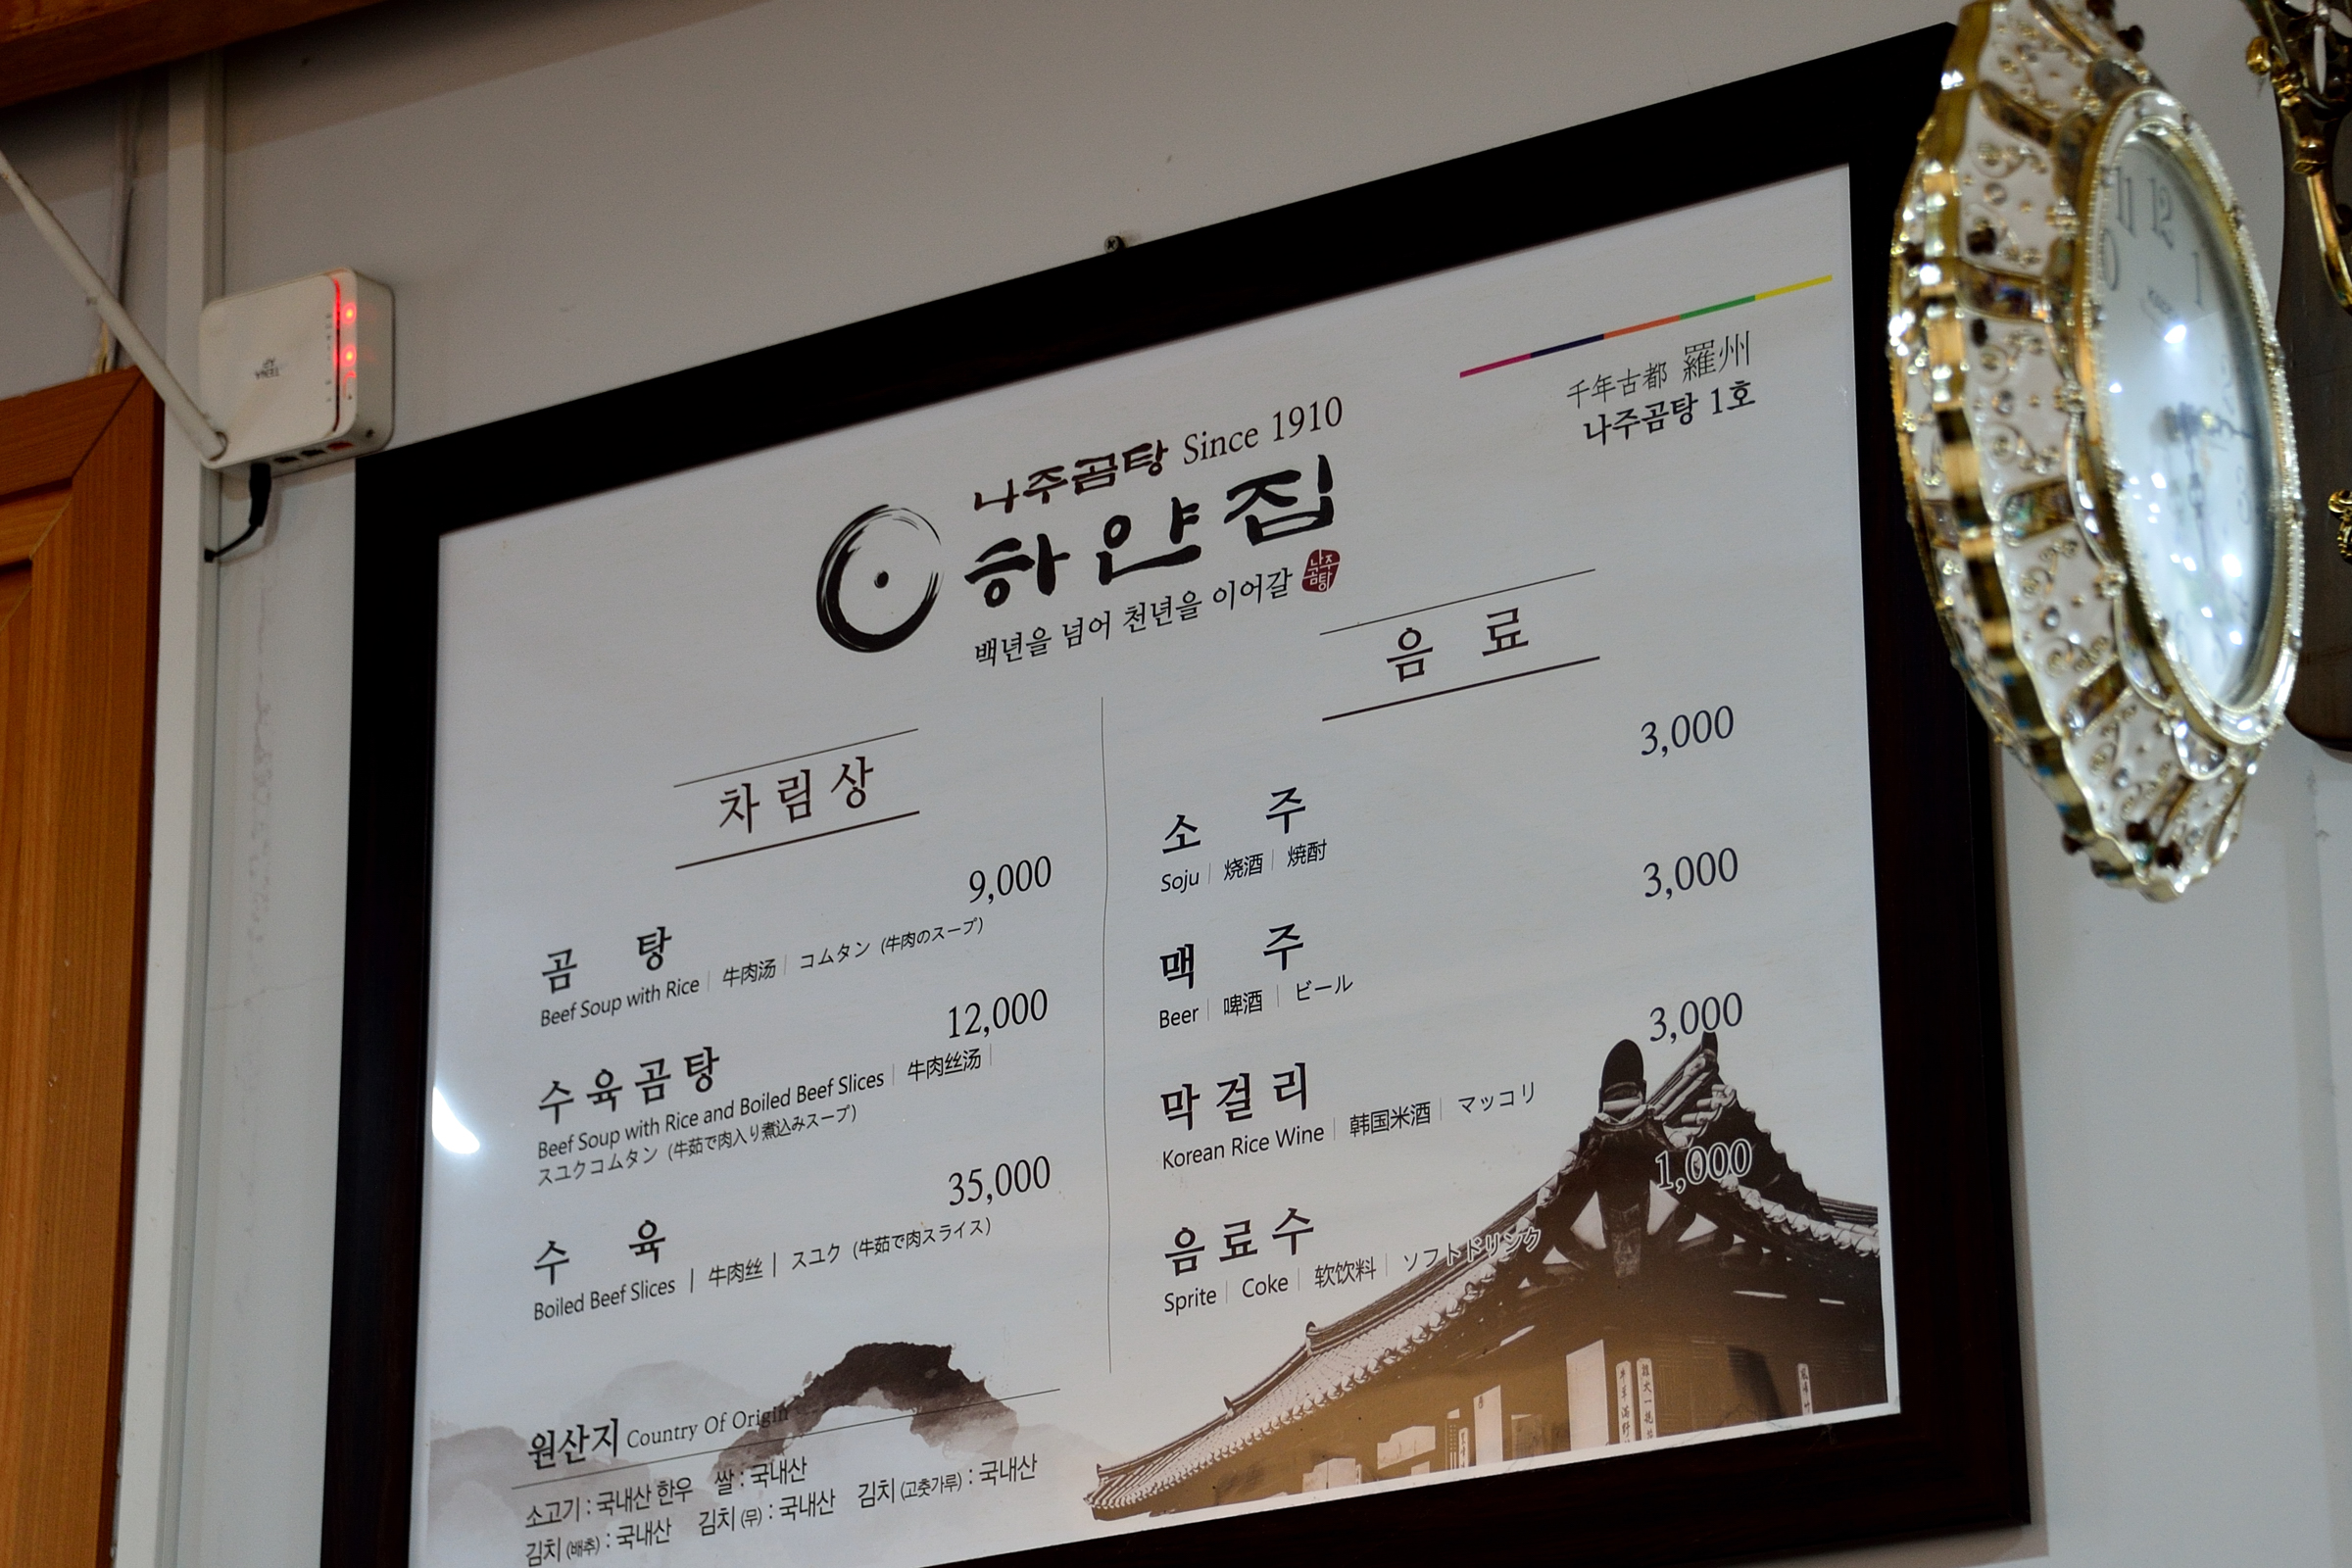 千年古都 羅州
나주곰탕 1호
나주곰탕 Since 1910
하얀집
백년을 넘어 천년을 이어갈
나주곰탕
차림상
9,000
곰탕
Beef Soup with Rice | 牛肉汤 | コムタン (牛肉のスープ)
12,000
수육곰탕
Beef Soup with Rice and Boiled Beef Slices | 牛肉丝汤 |
スユクコムタン (牛茹で肉入り煮込みスープ)
35,000
수육
Boiled Beef Slices | 牛肉丝 | スユク (牛茹で肉スライス)
원산지 Country Of Origin
소고기 : 국내산 한우 쌀 : 국내산
김치 (배추) : 국내산 김치 (무) : 국내산 김치 (고춧가루) : 국내산
음료
3,000
소주
Soju | 烧酒 | 焼酎
3,000
맥주
Beer | 啤酒 | ビール
3,000
막걸리
Korean Rice Wine | 韩国米酒 | マッコリ
1,000
음료수
Sprite | Coke | 软饮料 | ソフトドリンク
11 12 1